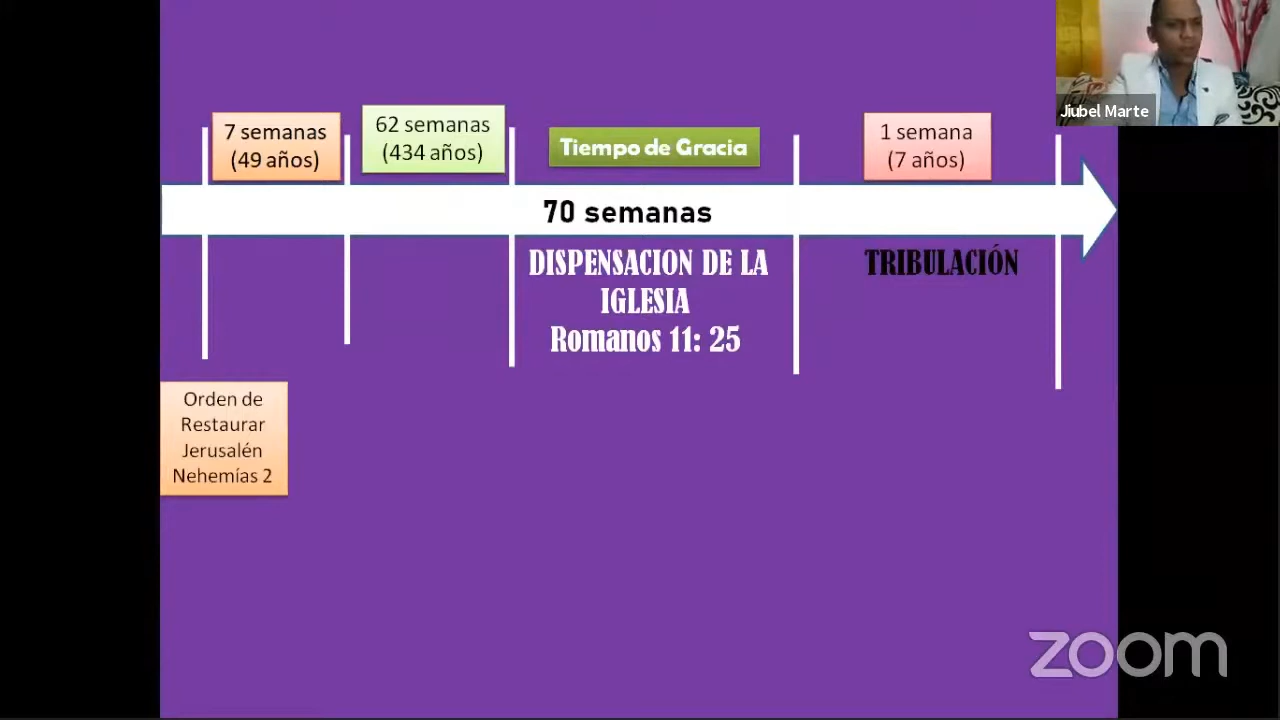 7 semanas
(49 años)
62 semanas
(434 años)
Tiempo de Gracia
1 semana
(7 años)
Jiubel Marte
70 semanas
DISPENSACION DE LA
IGLESIA
Romanos 11: 25
TRIBULACIÓN
Orden de
Restaurar
Jerusalén
Nehemías 2
zoom